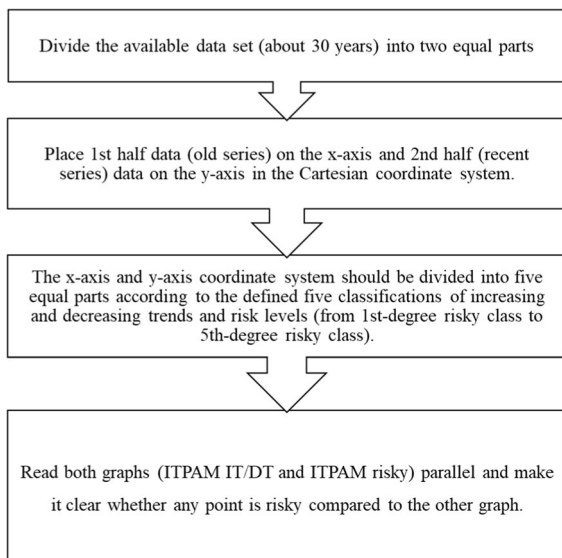 Divide the available data set (about 30 years) into two equal parts
Place 1st half data (old series) on the x-axis and 2nd half (recent
series) data on the y-axis in the Cartesian coordinate system.
The x-axis and y-axis coordinate system should be divided into five
equal parts according to the defined five classifications of increasing
and decreasing trends and risk levels (from 1st-degree risky class to
5th-degree risky class).
Read both graphs (ITPAM IT/DT and ITPAM risky) parallel and make
it clear whether any point is risky compared to the other graph.